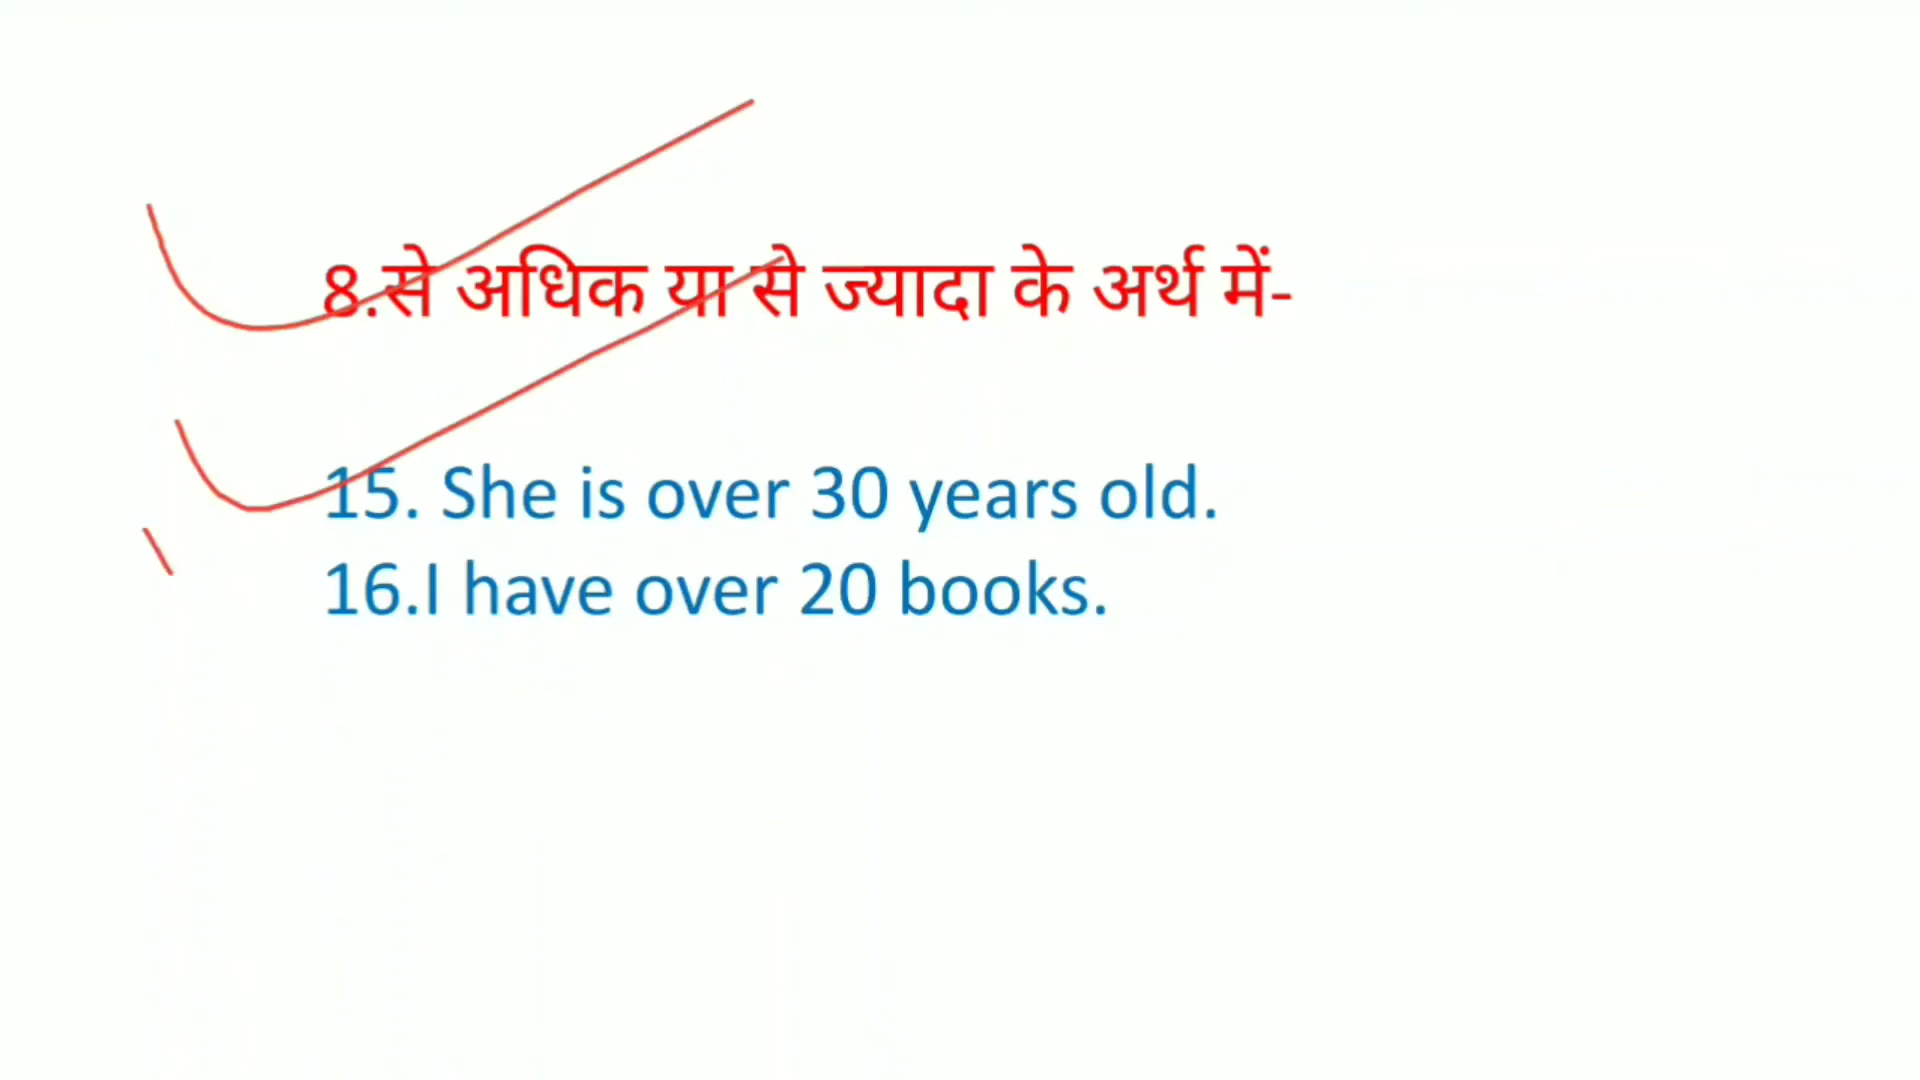 8.से अधिक या से ज्यादा के अर्थ में-
15. She is over 30 years old.
16.I have over 20 books.